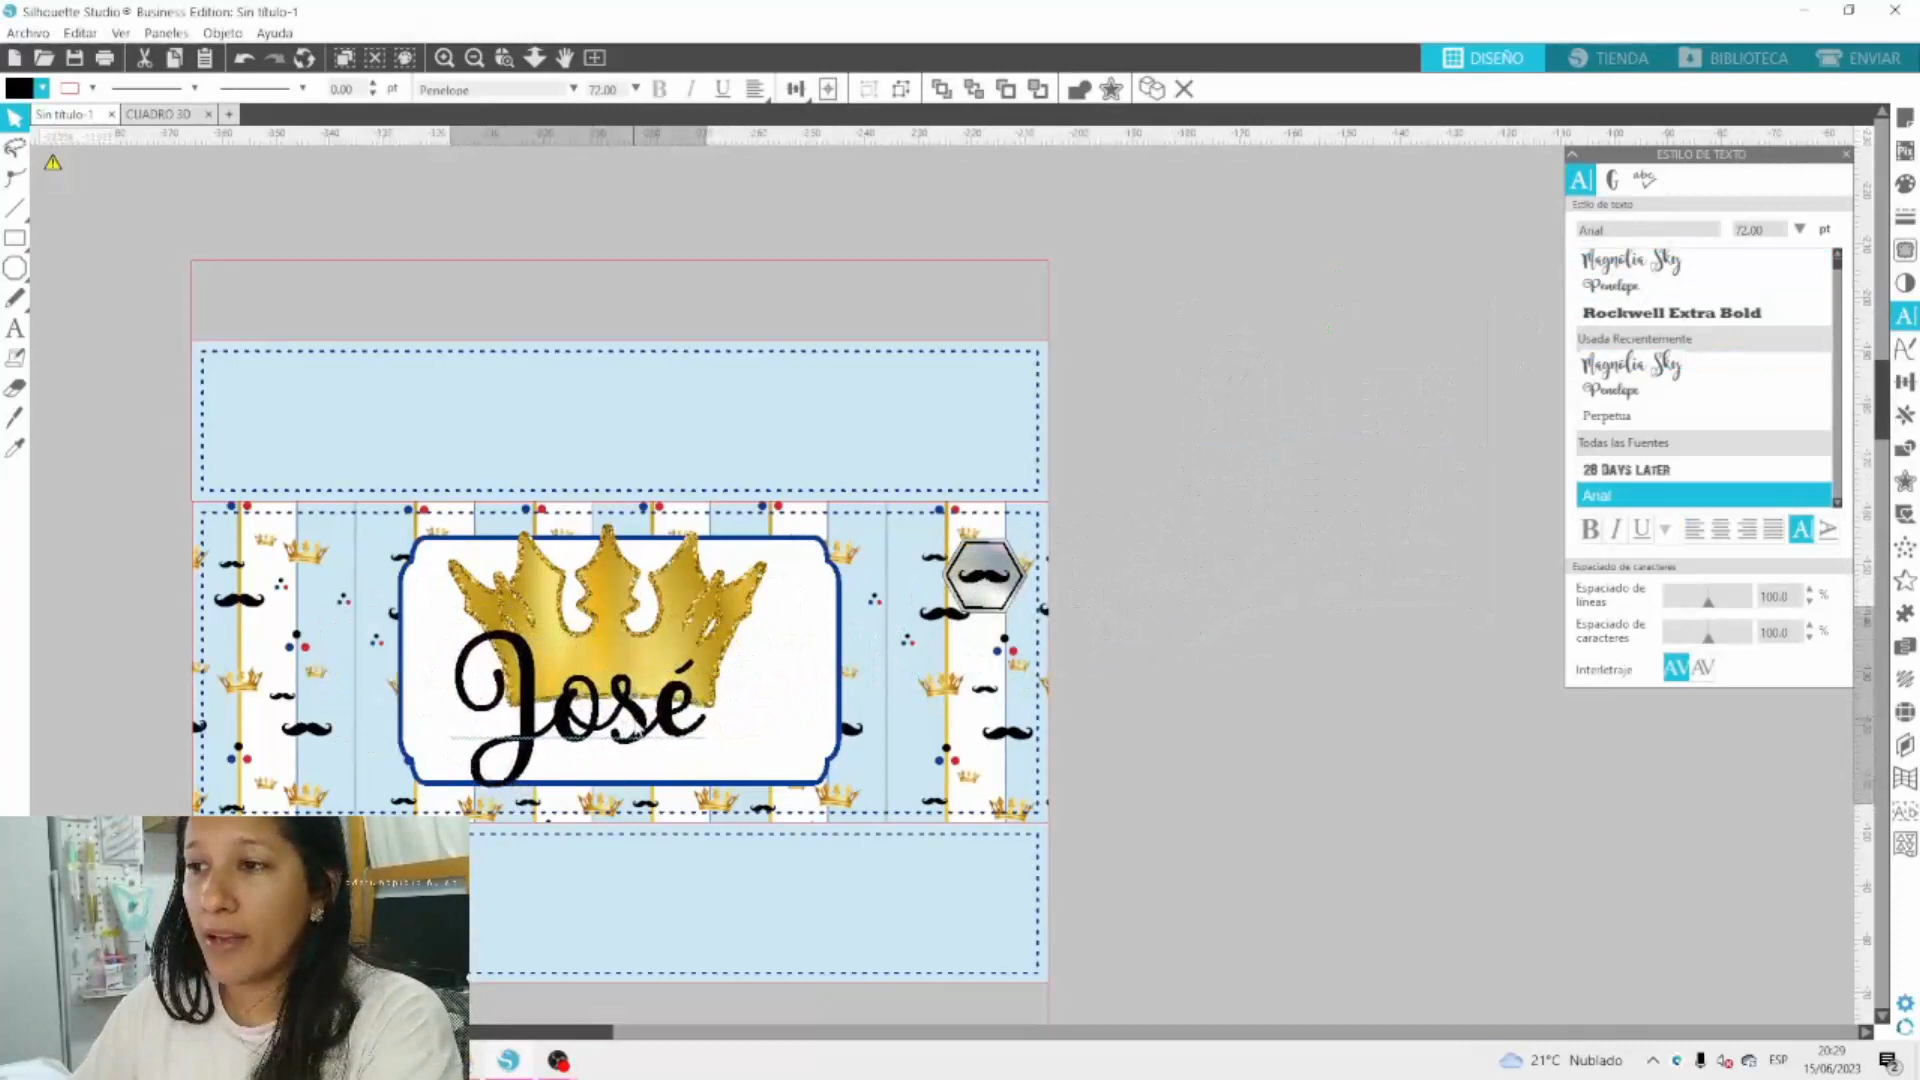 Silhouette Studio® Business Edition: Sin título-1
Archivo Editar Ver Paneles Objeto Ayuda
DISEÑO TIENDA BIBLIOTECA ENVIAR
0.00 pt Penelope 72.00 B I U
Sin título-1 CUADRO 3D
ESTILO DE TEXTO
Estilo de texto
Arial 72.00 pt
Magnolia Sky
Penelope
Rockwell Extra Bold
Usada Recientemente
Magnolia Sky
Penelope
Perpetua
Todas las Fuentes
28 DAYS LATER
Arial
B I U
Espaciado de caracteres
Espaciado de líneas 100.0 %
Espaciado de caracteres 100.0 %
Interletraje AV AV
José
21°C Nublado ESP 20:29
15/06/2023